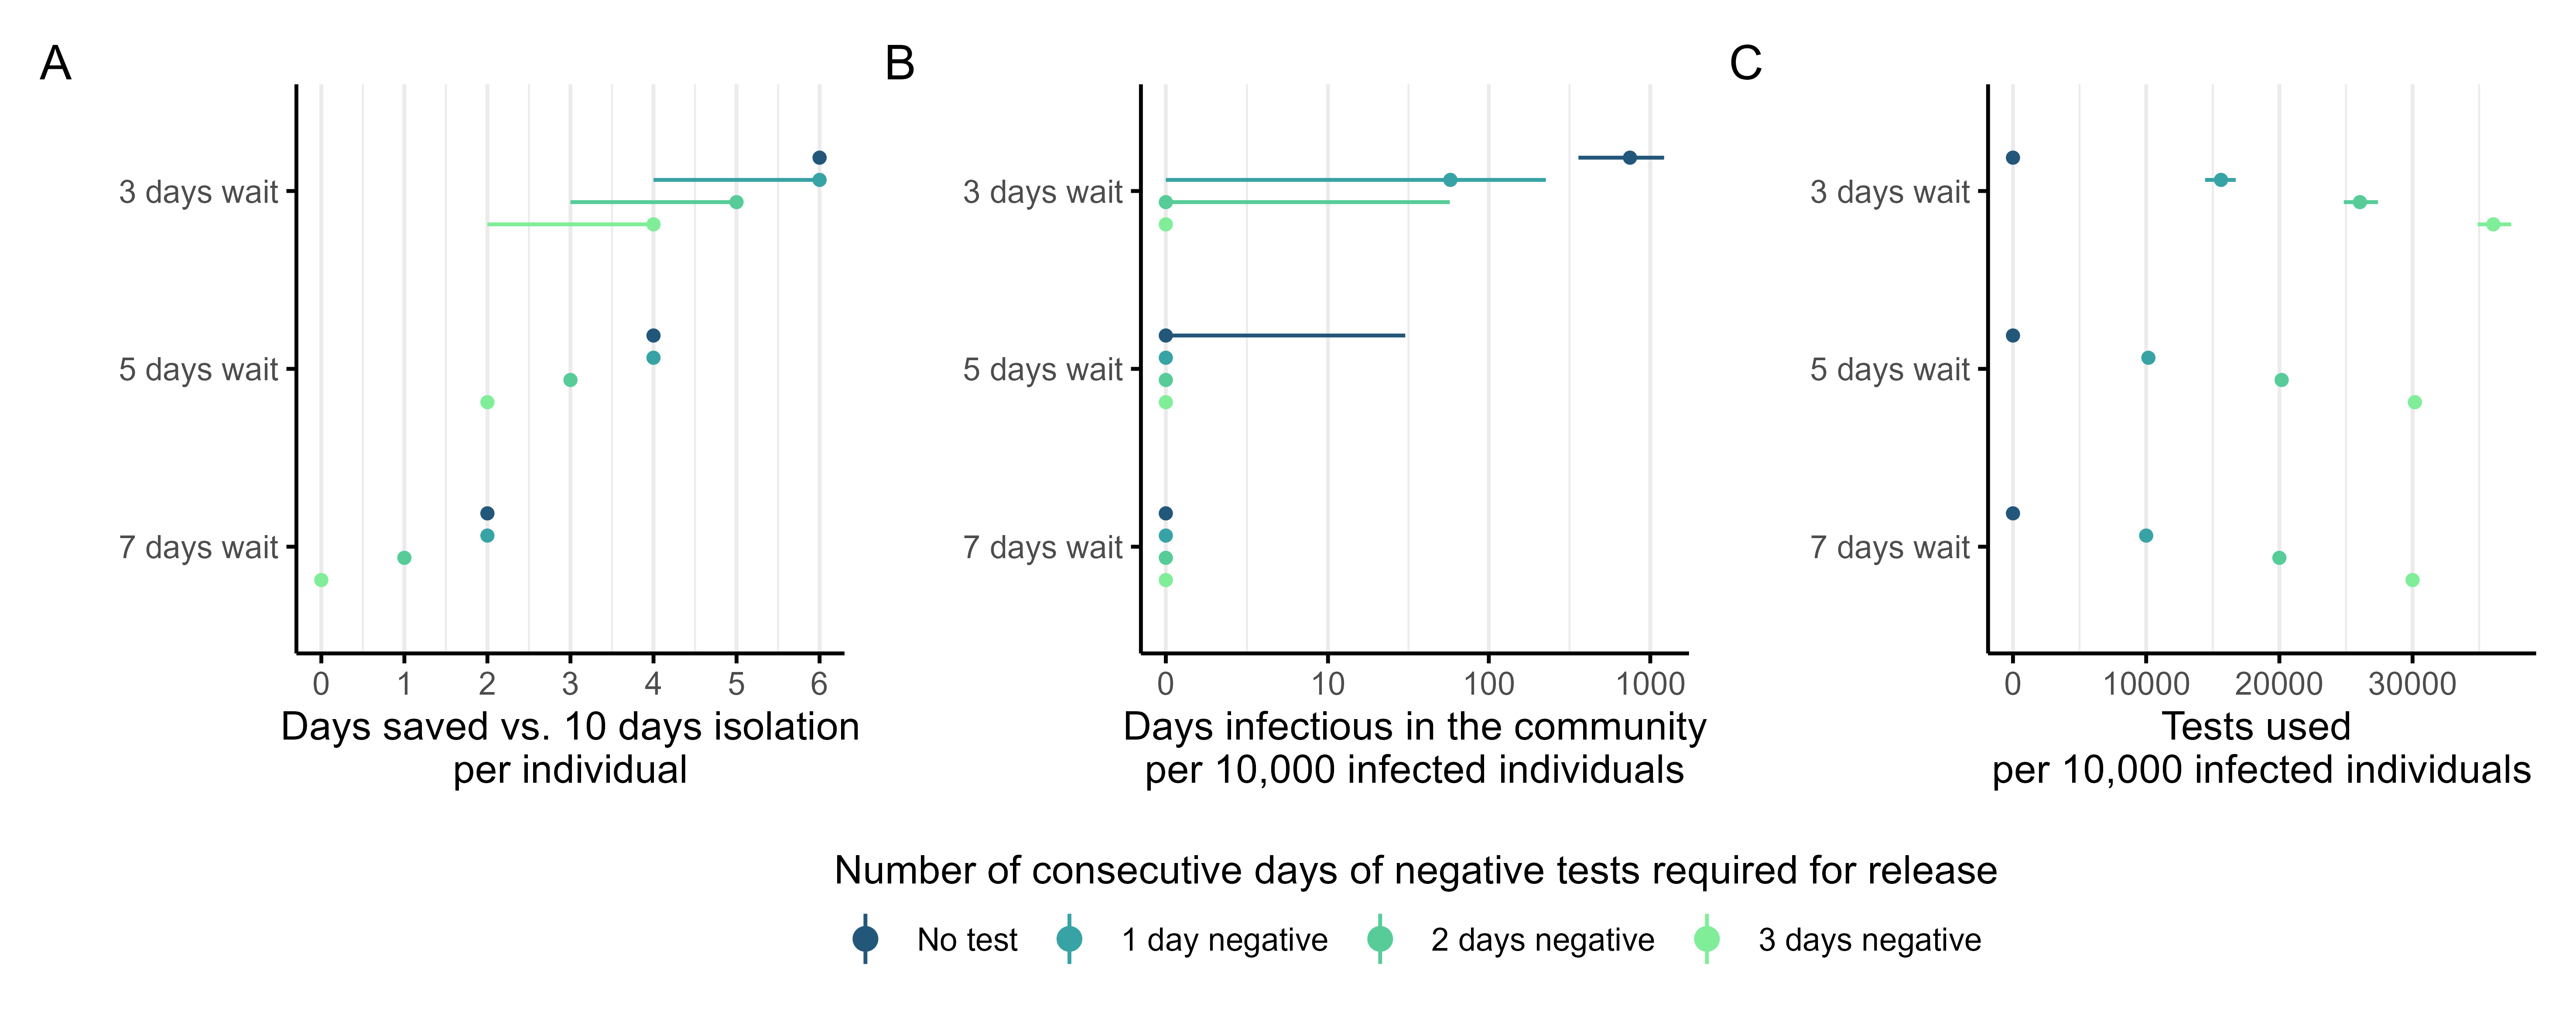 A
3 days wait
5 days wait
7 days wait
0 1 2 3 4 5 6
Days saved vs. 10 days isolation
per individual
B
3 days wait
5 days wait
7 days wait
0 10 100 1000
Days infectious in the community
per 10,000 infected individuals
C
3 days wait
5 days wait
7 days wait
0 10000 20000 30000
Tests used
per 10,000 infected individuals
Number of consecutive days of negative tests required for release
No test 1 day negative 2 days negative 3 days negative